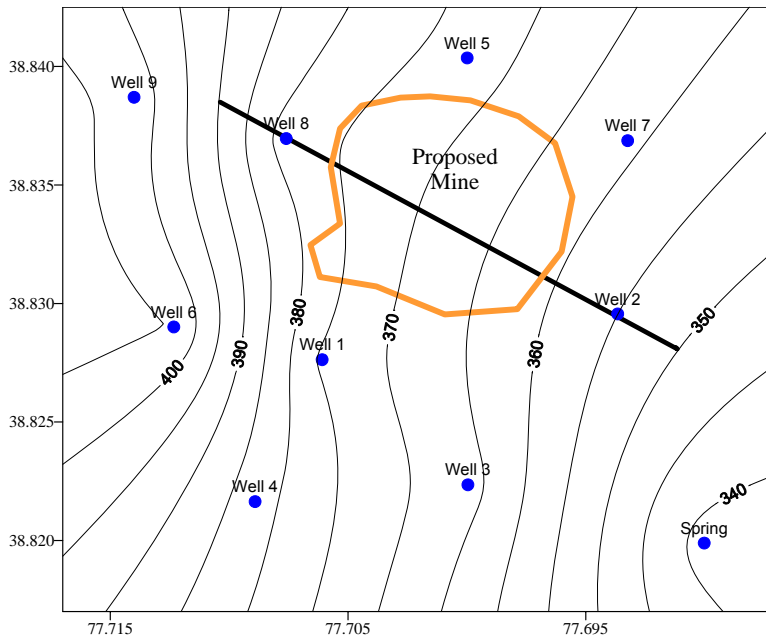 38.840
38.835
38.830
38.825
38.820
77.715
77.705
77.695
Well 5
Well 9
Well 8
Well 7
Proposed
Mine
Well 2
Well 6
Well 1
Well 3
Well 4
Spring
400
390
380
370
360
350
340